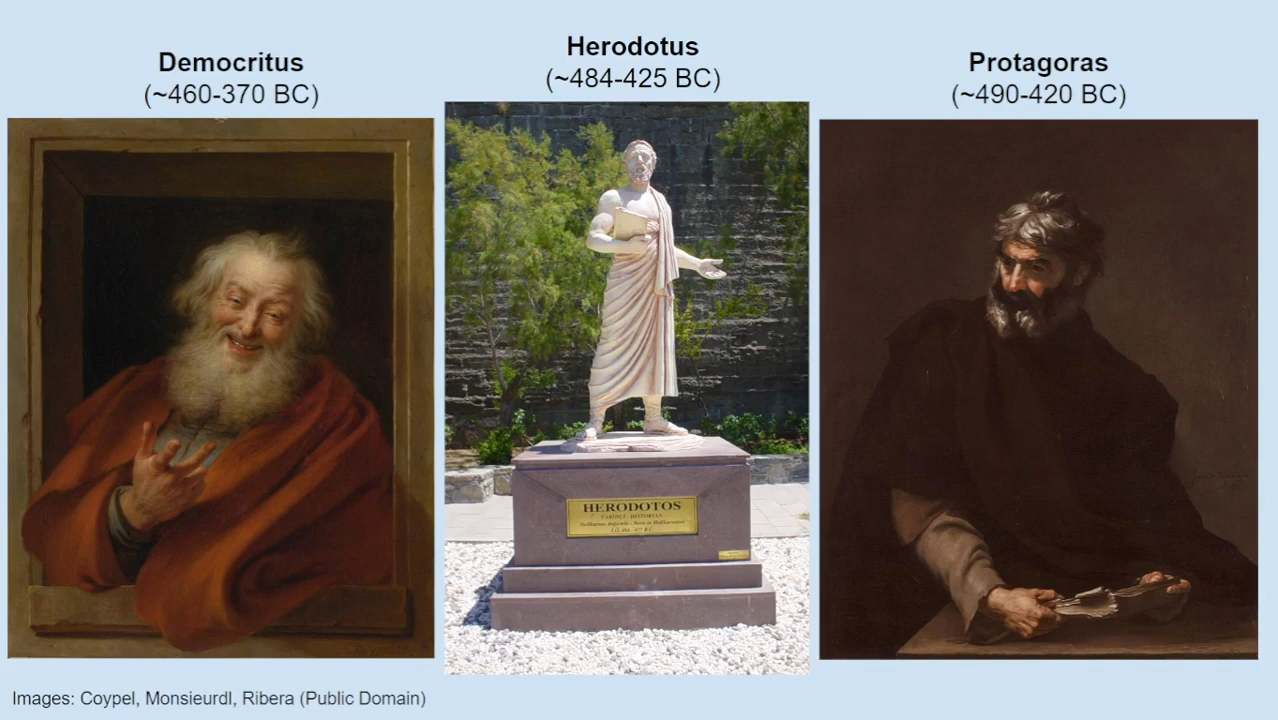 Democritus
(~460-370 BC)
Herodotus
(~484-425 BC)
Protagoras
(~490-420 BC)
HERODOTOS
Images: Coypel, Monsieurdl, Ribera (Public Domain)